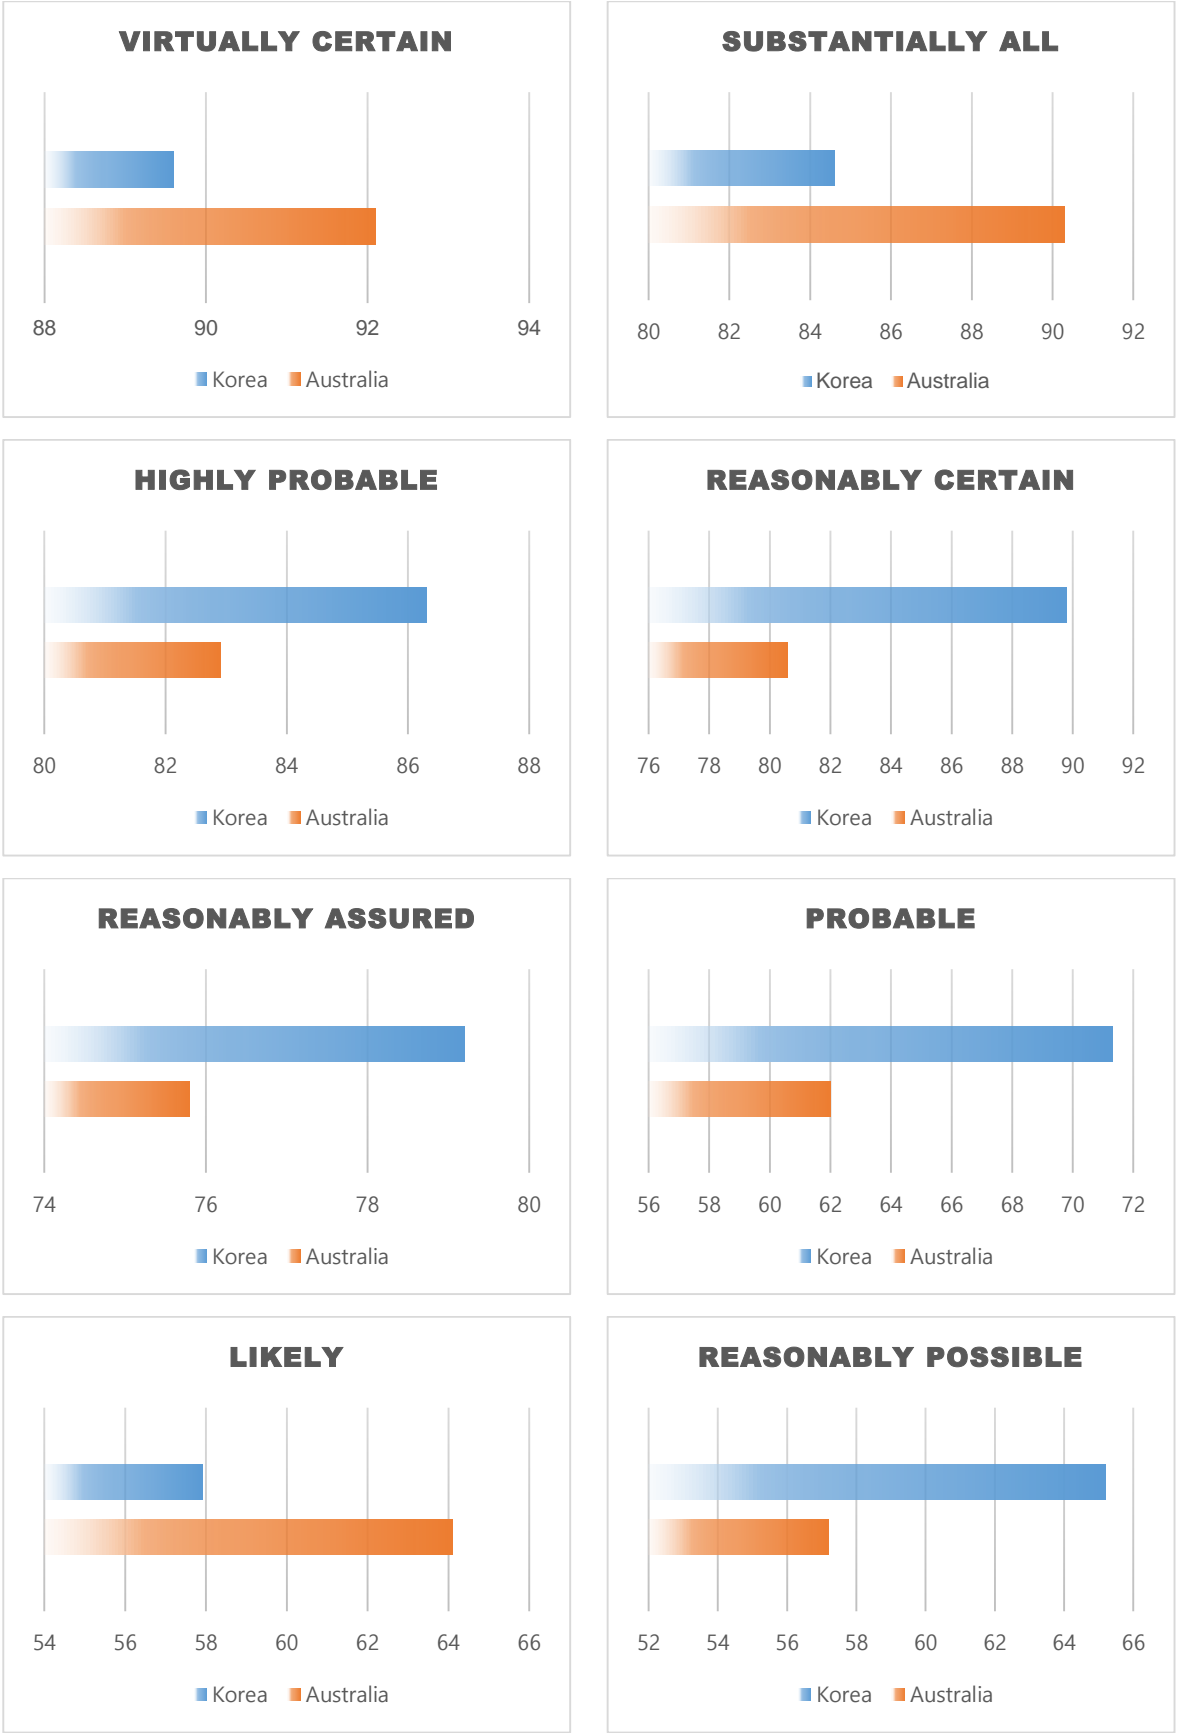 VIRTUALLY CERTAIN
88 90 92 94
Korea Australia
SUBSTANTIALLY ALL
80 82 84 86 88 90 92
Korea Australia
HIGHLY PROBABLE
80 82 84 86 88
Korea Australia
REASONABLY CERTAIN
76 78 80 82 84 86 88 90 92
Korea Australia
REASONABLY ASSURED
74 76 78 80
Korea Australia
PROBABLE
56 58 60 62 64 66 68 70 72
Korea Australia
LIKELY
54 56 58 60 62 64 66
Korea Australia
REASONABLY POSSIBLE
52 54 56 58 60 62 64 66
Korea Australia